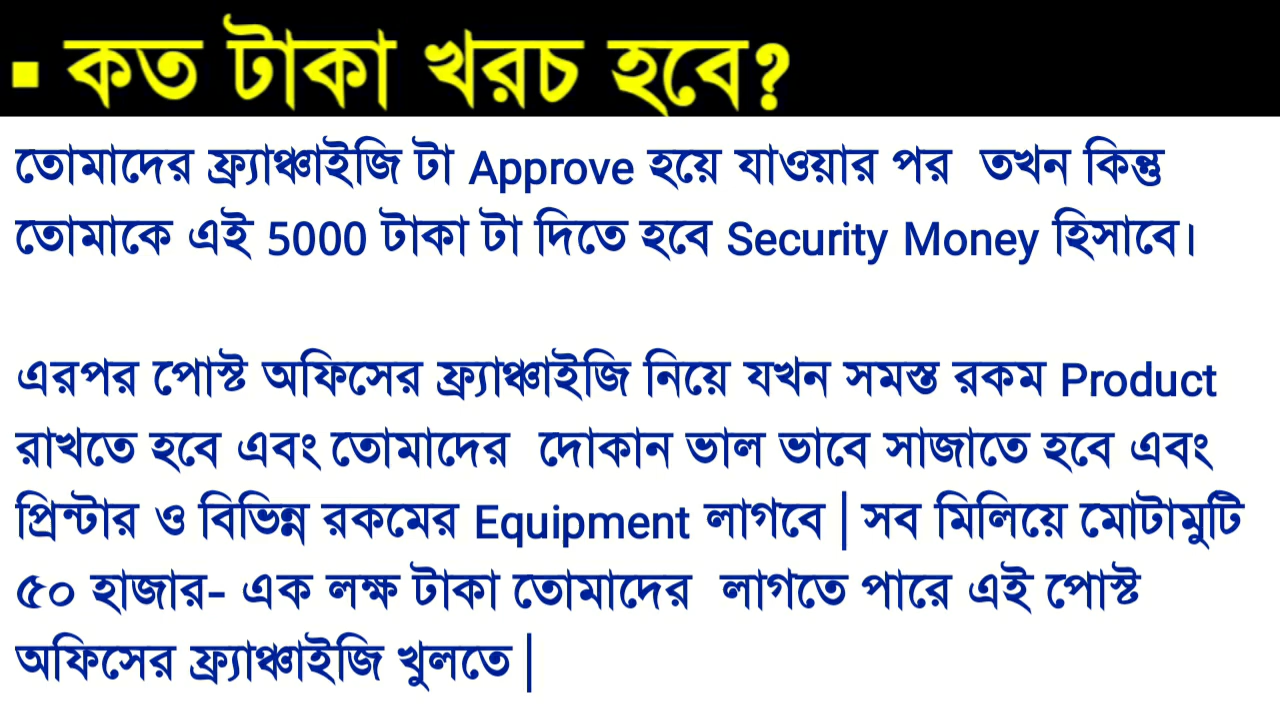 ▪ কত টাকা খরচ হবে?
তোমাদের ফ্র্যাঞ্চাইজি টা Approve হয়ে যাওয়ার পর তখন কিন্তু
তোমাকে এই 5000 টাকা টা দিতে হবে Security Money হিসাবে।
এরপর পোস্ট অফিসের ফ্র্যাঞ্চাইজি নিয়ে যখন সমস্ত রকম Product
রাখতে হবে এবং তোমাদের দোকান ভাল ভাবে সাজাতে হবে এবং
প্রিন্টার ও বিভিন্ন রকমের Equipment লাগবে | সব মিলিয়ে মোটামুটি
৫০ হাজার- এক লক্ষ টাকা তোমাদের লাগতে পারে এই পোস্ট
অফিসের ফ্র্যাঞ্চাইজি খুলতে |